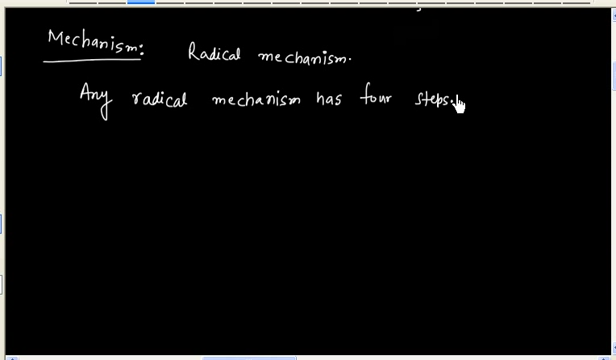 Mechanism: Radical mechanism.
Any radical mechanism has four steps.